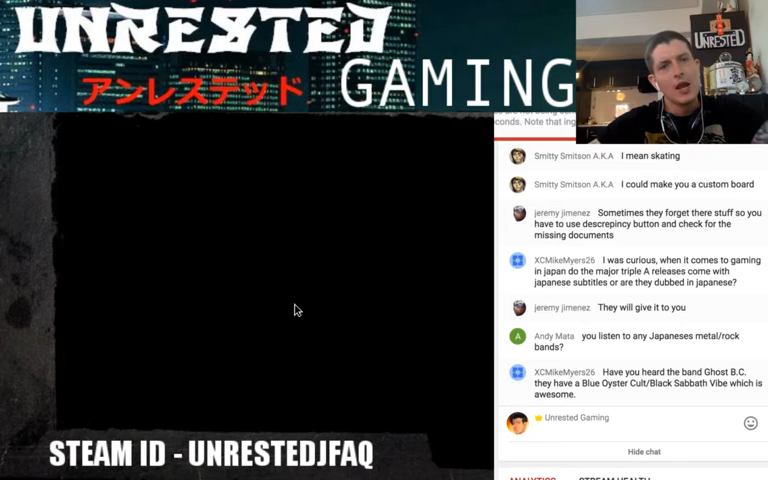 UNRESTED
アンレステッド GAMING
UNRESTED
conds. Note that ing
Smitty Smitson A.K.A I mean skating
Smitty Smitson A.K.A I could make you a custom board
jeremy jimenez Sometimes they forget there stuff so you
have to use descrepincy button and check for the
missing documents
XCMikeMyers26 I was curious, when it comes to gaming
in japan do the major triple A releases come with
japanese subtitles or are they dubbed in japanese?
jeremy jimenez They will give it to you
A Andy Mata you listen to any Japaneses metal/rock
bands?
XCMikeMyers26 Have you heard the band Ghost B.C.
they have a Blue Oyster Cult/Black Sabbath Vibe which is
awesome.
Unrested Gaming
Hide chat
ANALYTICS STREAM HEALTH
STEAM ID - UNRESTEDJFAQ